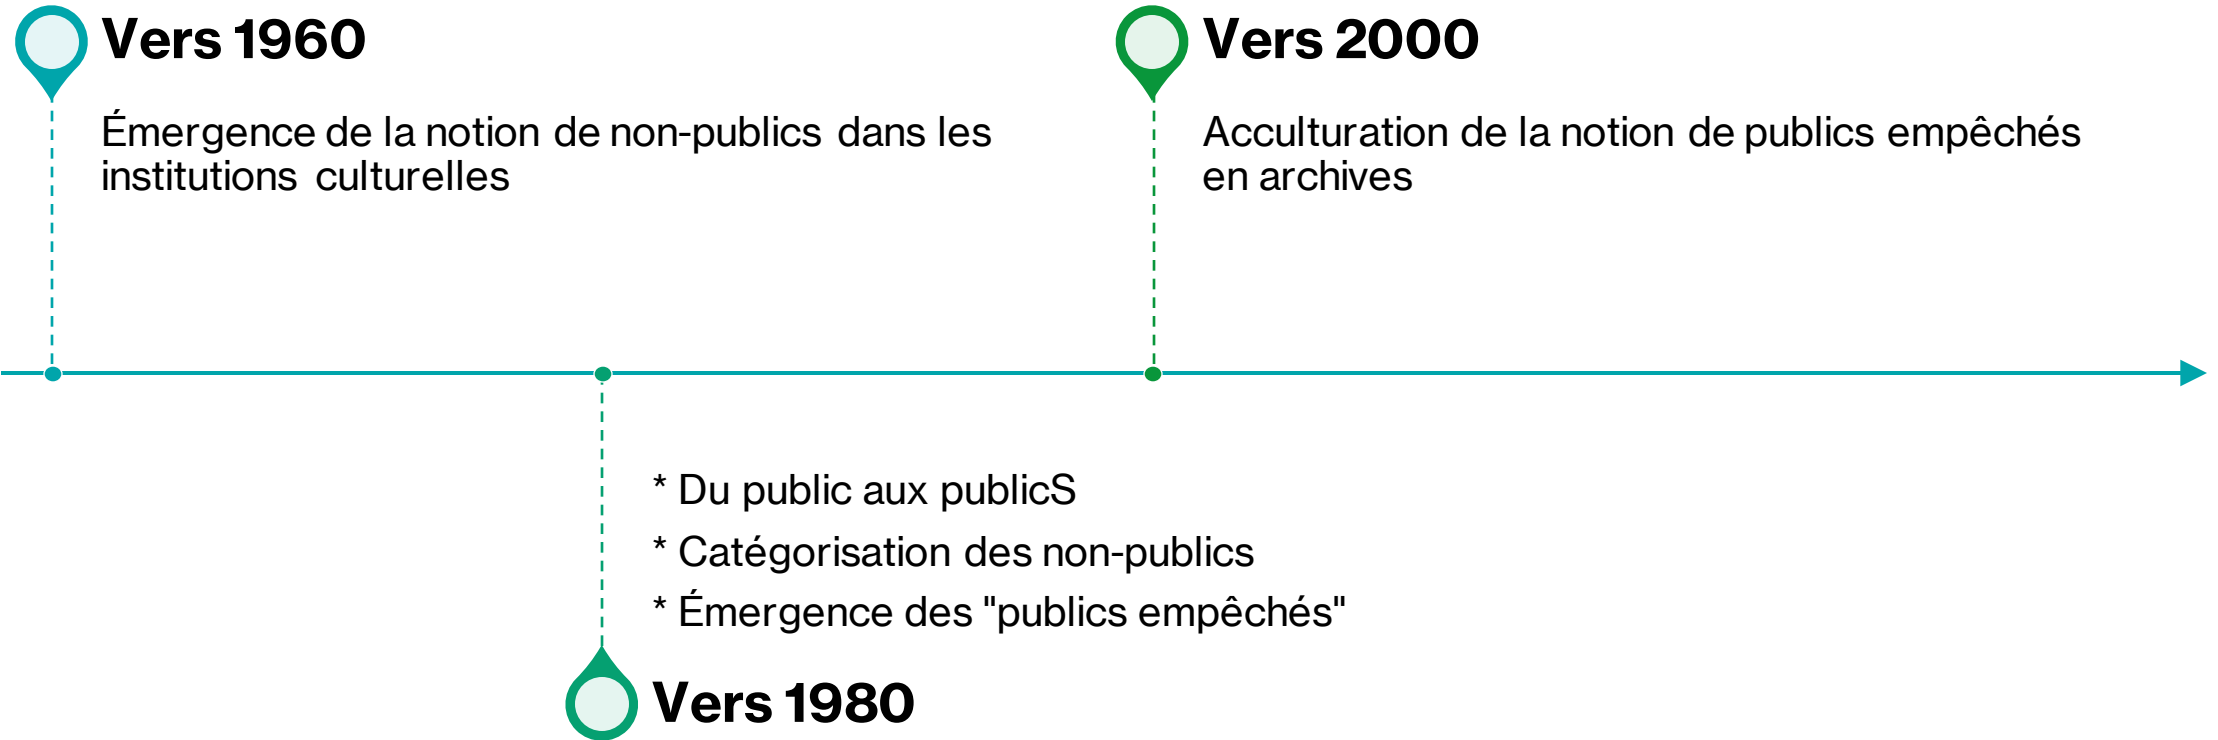 Vers 1960
Émergence de la notion de non-publics dans les
institutions culturelles
Vers 2000
Acculturation de la notion de publics empêchés
en archives
* Du public aux publicS
* Catégorisation des non-publics
* Émergence des "publics empêchés"
Vers 1980